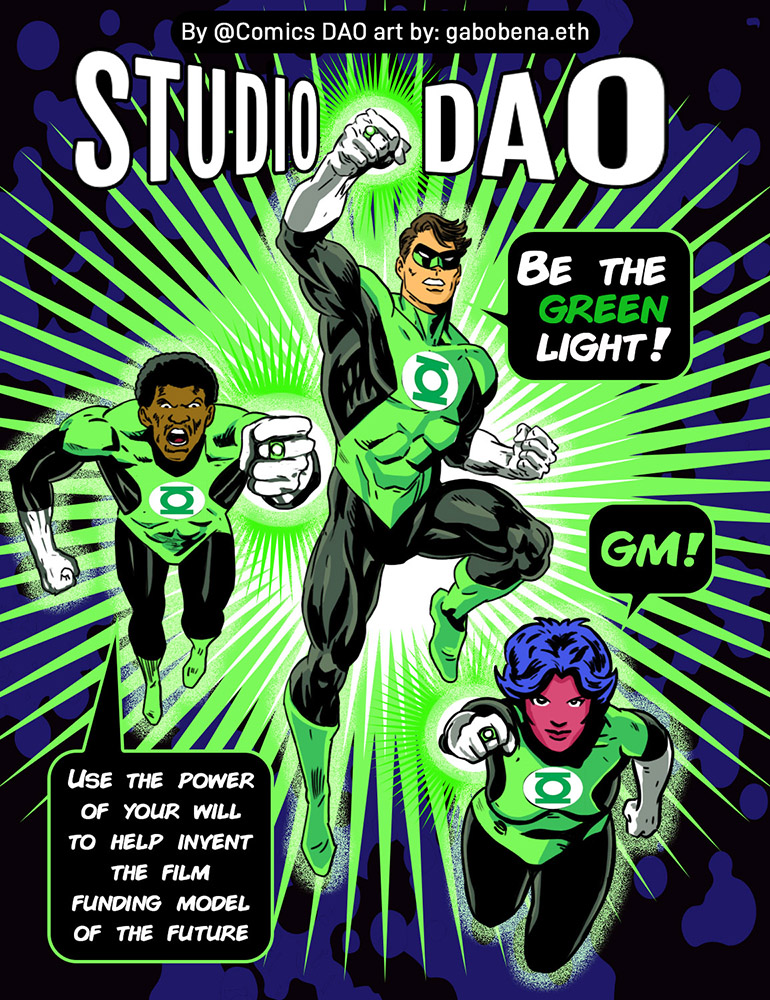 By @Comics DAO art by: gabobena.eth
STUDIO DAO
BE THE
GREEN
LIGHT!
GM!
USE THE POWER
OF YOUR WILL
TO HELP INVENT
THE FILM
FUNDING MODEL
OF THE FUTURE